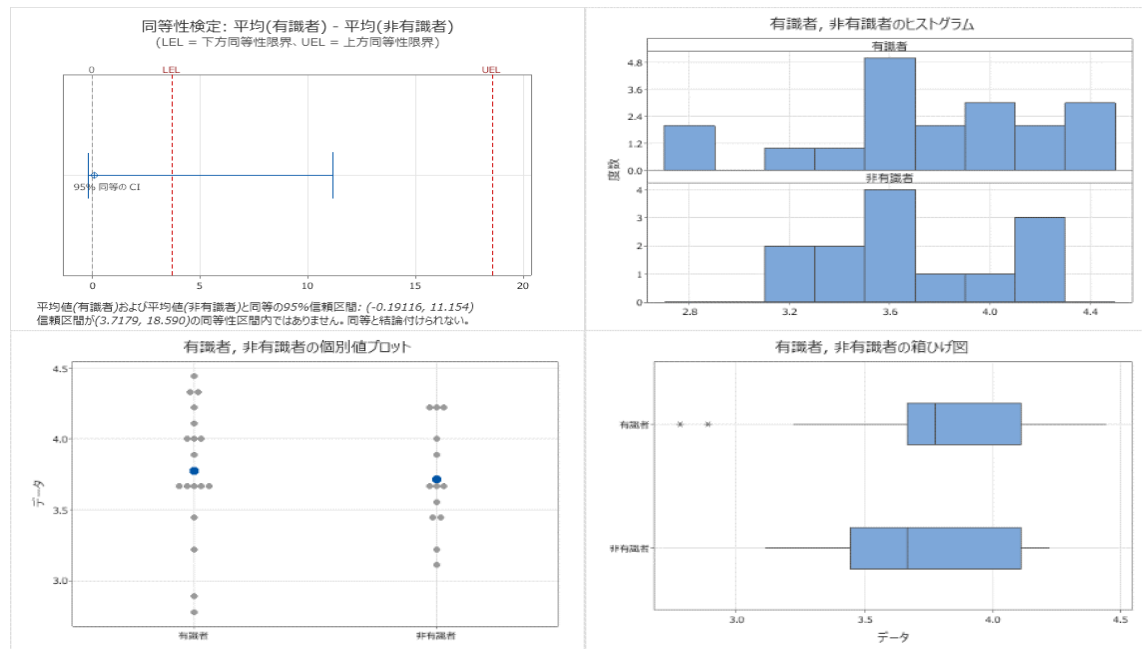 同等性検定: 平均(有識者) - 平均(非有識者)
(LEL = 下方同等性限界、UEL = 上方同等性限界)
0 LEL UEL
95% 同等の CI
0 5 10 15 20
平均値(有識者)および平均値(非有識者)と同等の95%信頼区間: (-0.19116, 11.154)
信頼区間が(3.7179, 18.590)の同等性区間内ではありません。同等と結論付けられない。
有識者, 非有識者のヒストグラム
有識者
4.8
3.6
2.4
1.2
0.0
度数
非有識者
4
3
2
1
0
2.8 3.2 3.6 4.0 4.4
有識者, 非有識者の個別値プロット
4.5
4.0
3.5
3.0
データ
有識者 非有識者
有識者, 非有識者の箱ひげ図
有識者
非有識者
3.0 3.5 4.0 4.5
データ